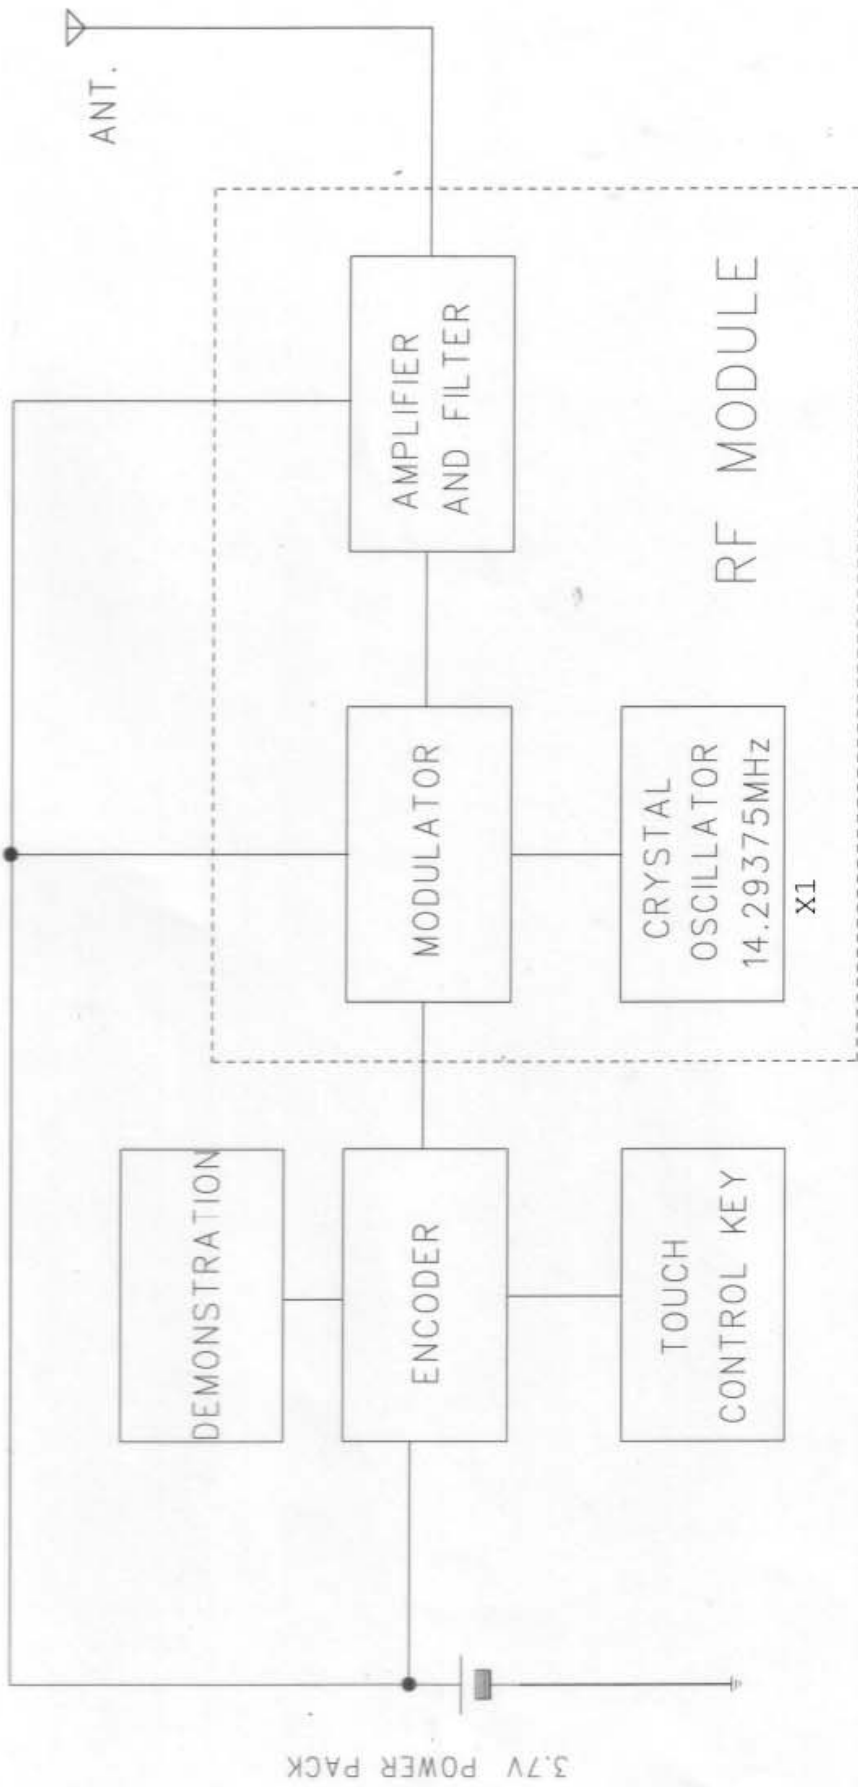 3.7V POWER PACK
DEMONSTRATION
ENCODER
TOUCH
CONTROL KEY
MODULATOR
CRYSTAL
OSCILLATOR
14.29375MHz
X1
AMPLIFIER
AND FILTER
RF MODULE
ANT.